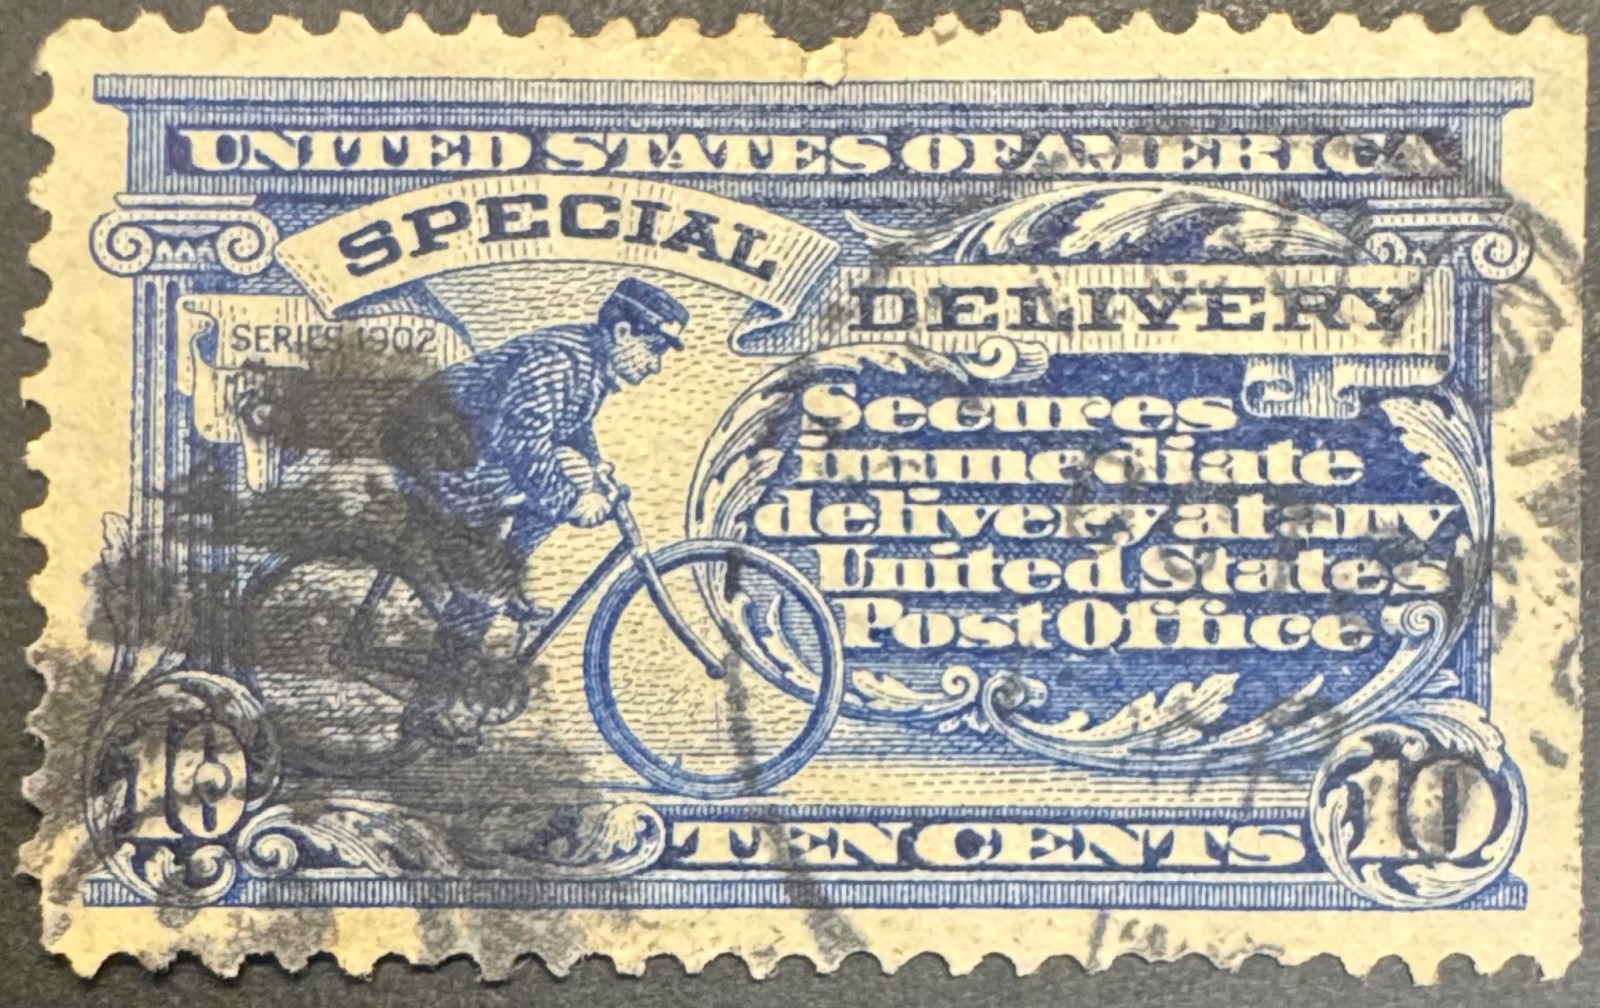 UNITED STATES OF AMERICA
SPECIAL
DELIVERY
SERIES 1902
Secures
immediate
delivery at any
United States
Post Office
10
TEN CENTS
10